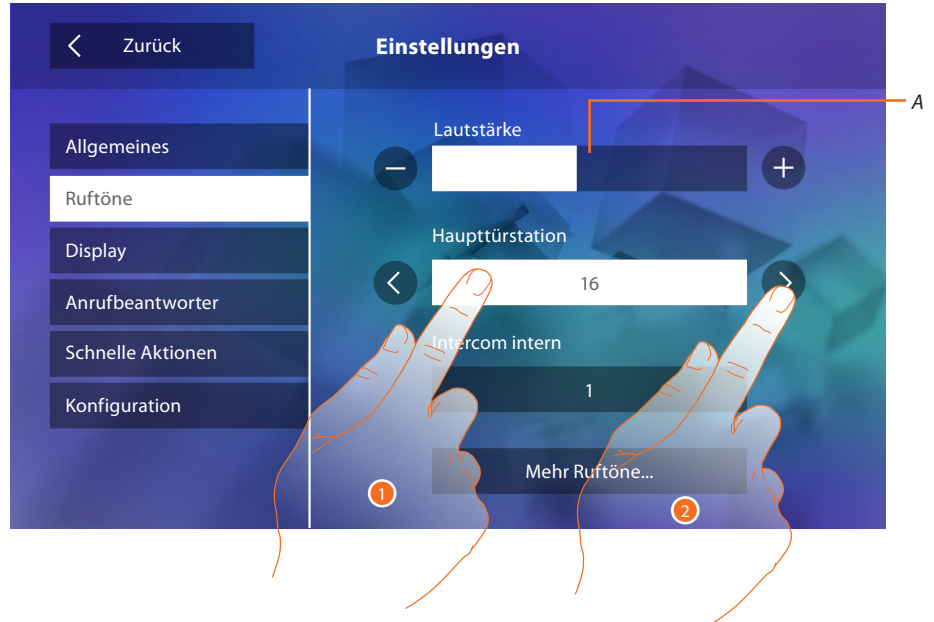 Zurück
Einstellungen
A
Allgemeines
Ruftöne
Display
Anrufbeantworter
Schnelle Aktionen
Konfiguration
Lautstärke
Haupttürstation
16
Intercom intern
1
Mehr Ruftöne...
1
2